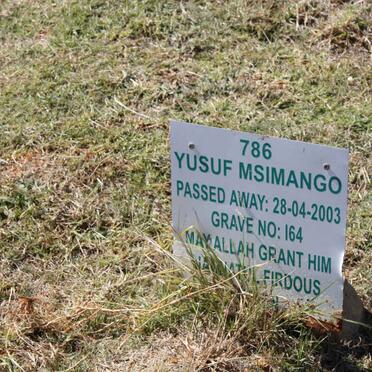 786
YUSUF MSIMANGO
PASSED AWAY: 28-04-2003
GRAVE NO: 164
MAY ALLAH GRANT HIM
FIRDOUS